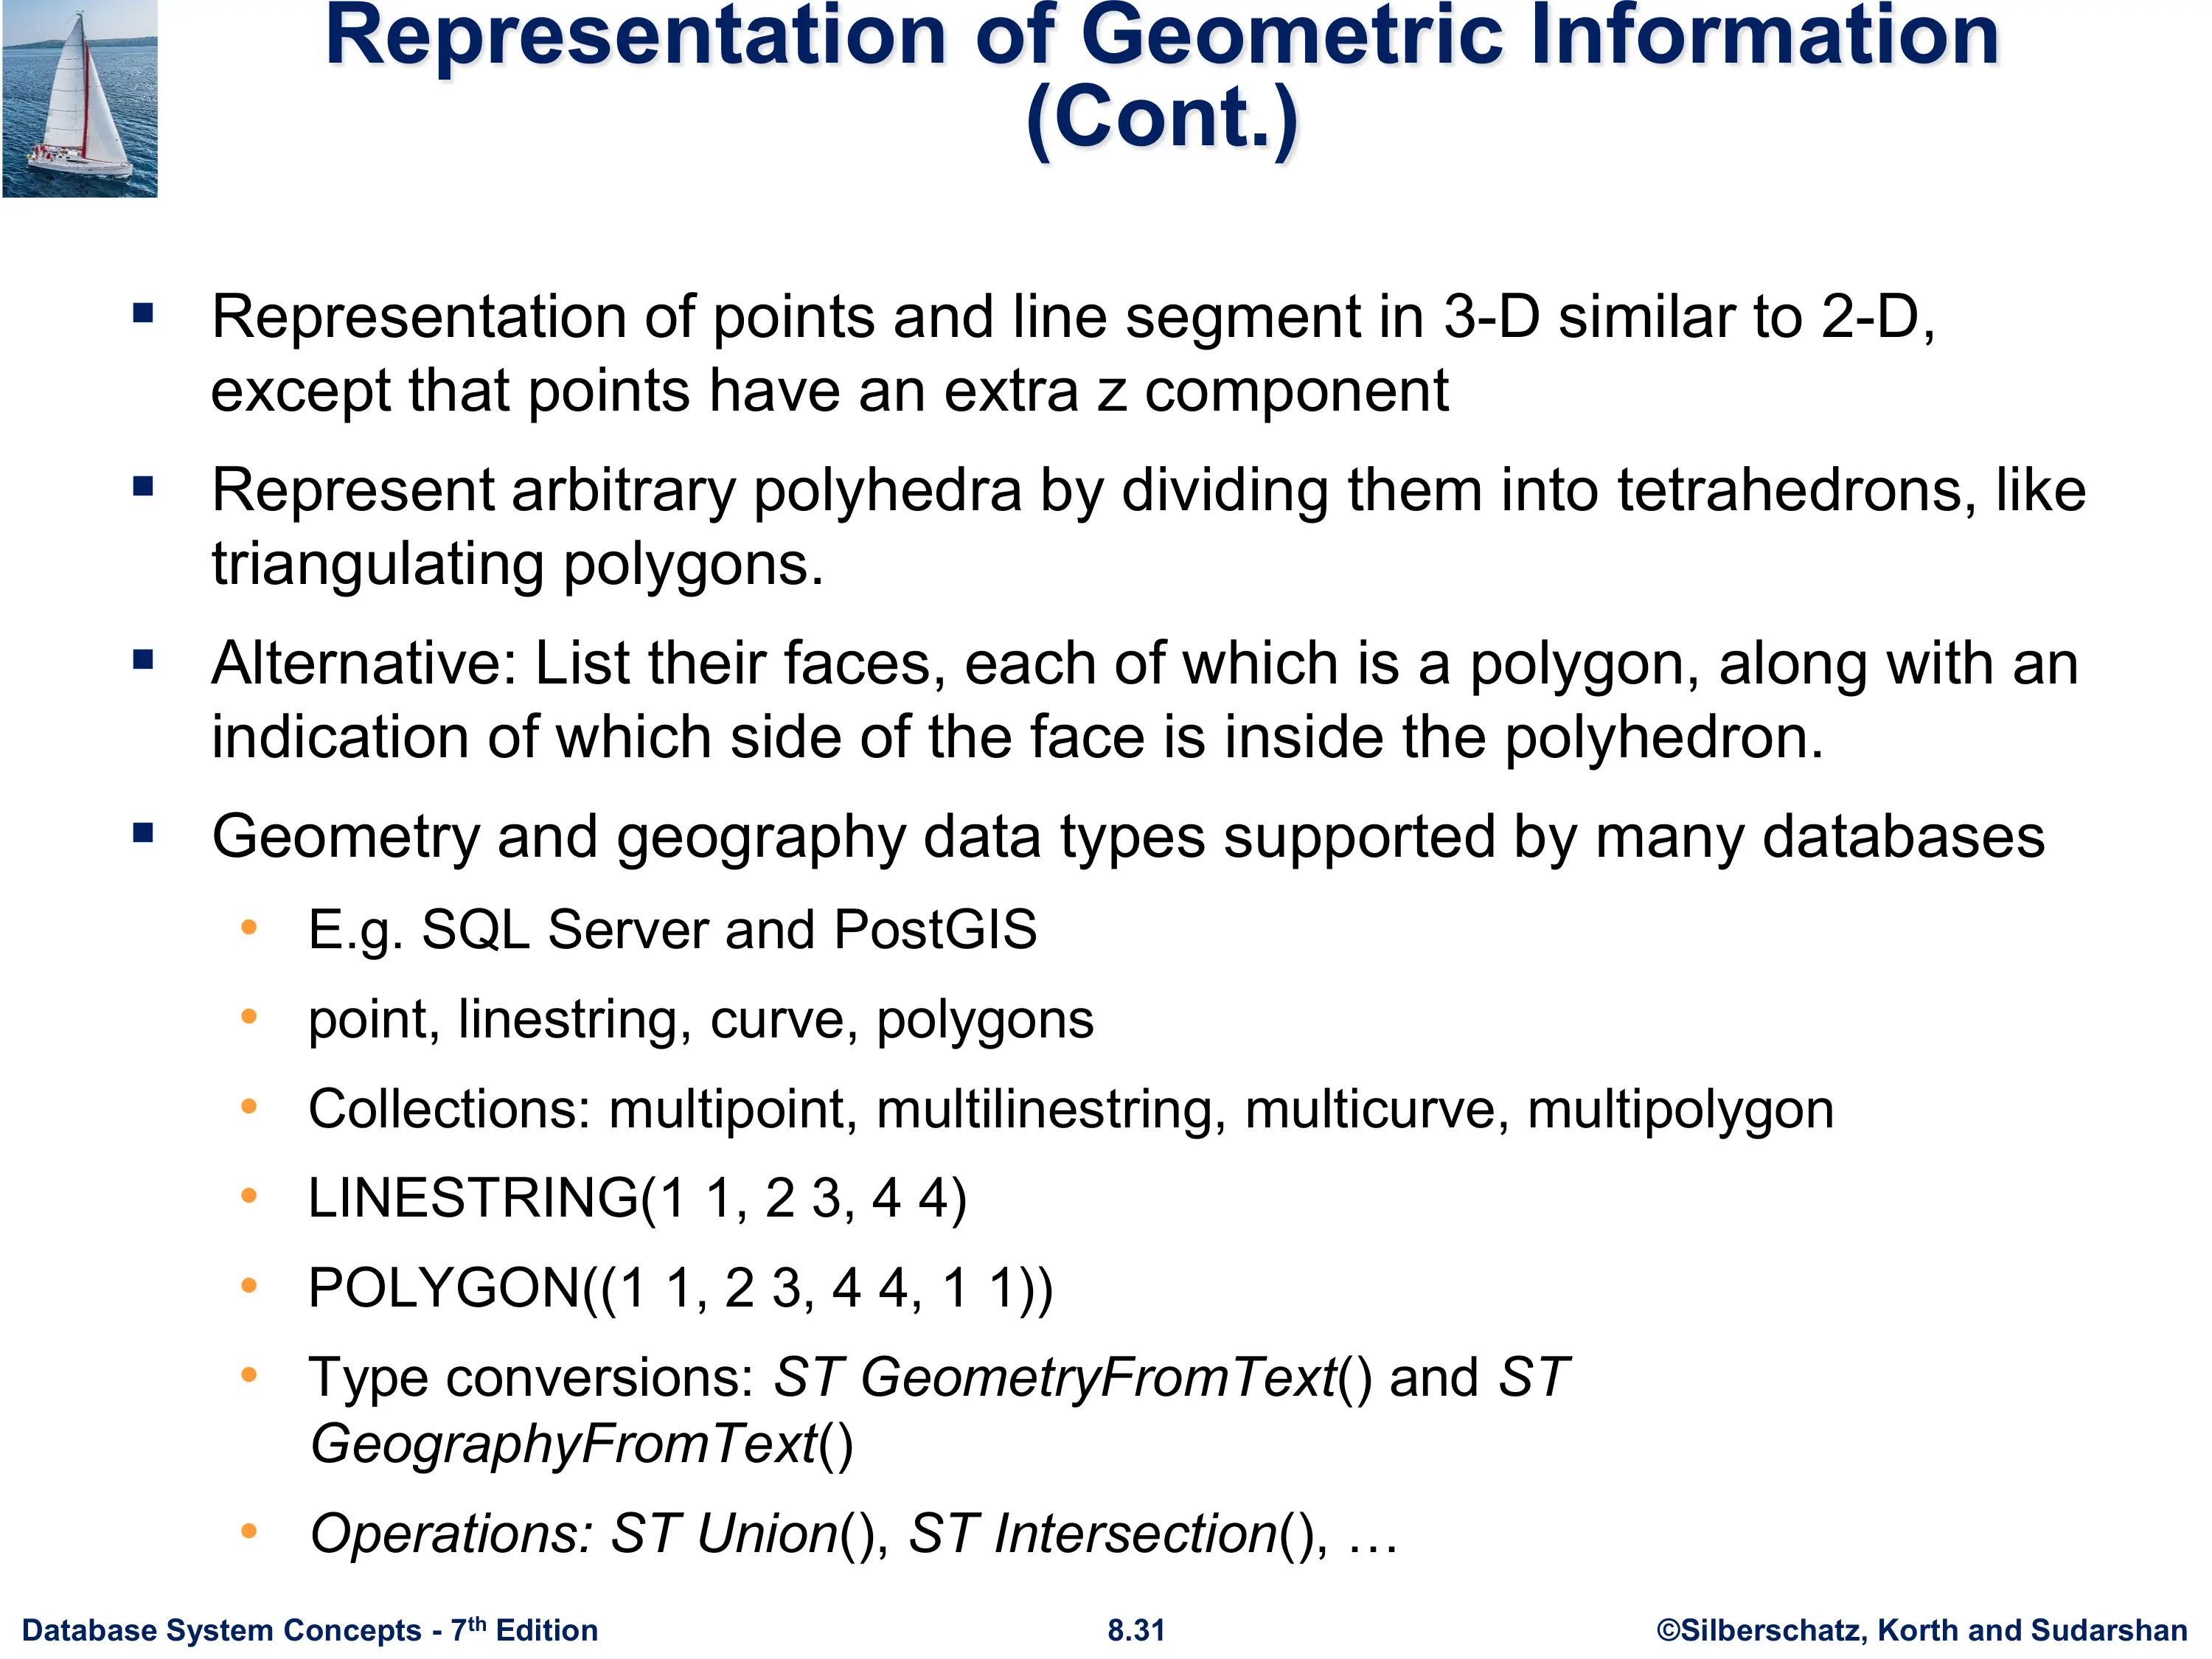 Representation of Geometric Information
(Cont.)
▪ Representation of points and line segment in 3-D similar to 2-D,
except that points have an extra z component
▪ Represent arbitrary polyhedra by dividing them into tetrahedrons, like
triangulating polygons.
▪ Alternative: List their faces, each of which is a polygon, along with an
indication of which side of the face is inside the polyhedron.
▪ Geometry and geography data types supported by many databases
• E.g. SQL Server and PostGIS
• point, linestring, curve, polygons
• Collections: multipoint, multilinestring, multicurve, multipolygon
• LINESTRING(1 1, 2 3, 4 4)
• POLYGON((1 1, 2 3, 4 4, 1 1))
• Type conversions: ST GeometryFromText() and ST
GeographyFromText()
• Operations: ST Union(), ST Intersection(), …
Database System Concepts - 7th Edition 8.31 ©Silberschatz, Korth and Sudarshan